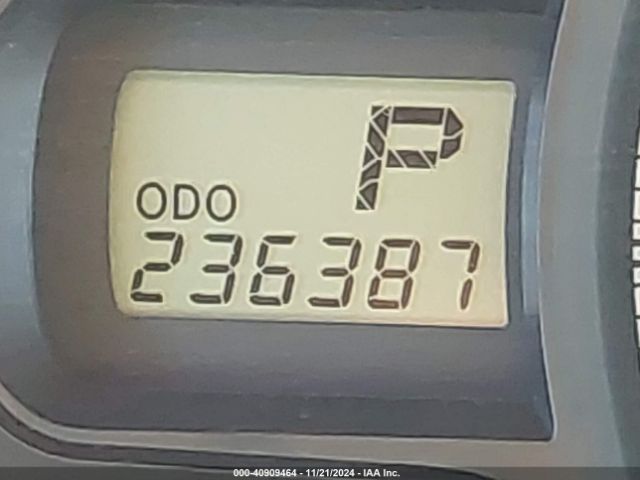 P
ODO
236387
000-40909464 - 11/21/2024 - IAA Inc.